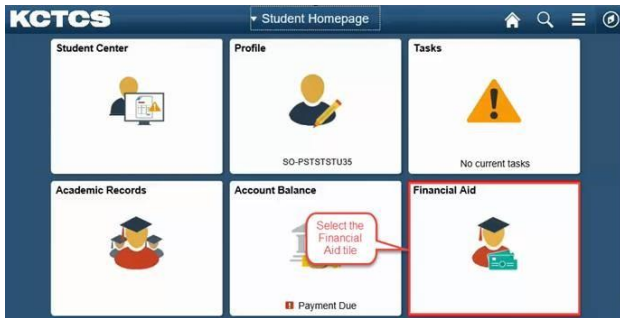 KCTCS
Student Homepage
Student Center
Profile
Tasks
SO-PSTSTSTU35
No current tasks
Academic Records
Account Balance
Financial Aid
Select the
Financial
Aid tile
Payment Due